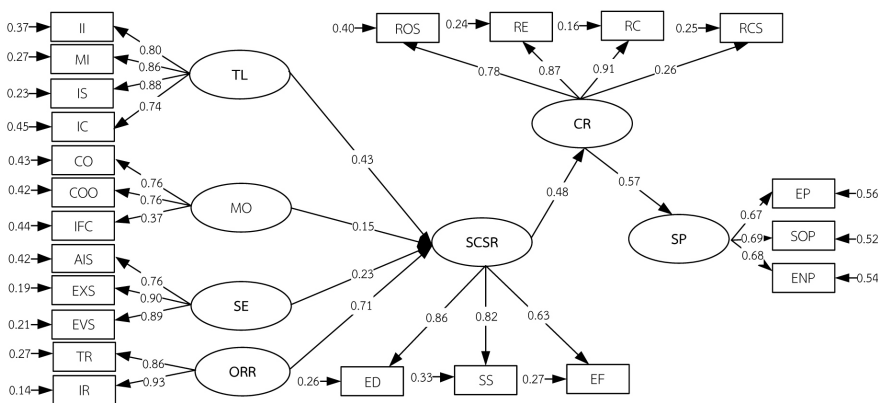 0.37 II
0.27 MI
0.23 IS
0.45 IC
0.80
0.86
0.88
0.74
TL
0.43 CO
0.42 COO
0.44 IFC
0.76
0.76
0.37
MO
0.42 AIS
0.19 EXS
0.21 EVS
0.76
0.90
0.89
SE
0.27 TR
0.14 IR
0.86
0.93
ORR
0.43
0.15
0.23
0.71
SCSR
0.86
0.82
0.63
0.26 ED
0.33 SS
0.27 EF
0.48
CR
0.78
0.87
0.91
0.26
0.40 ROS
0.24 RE
0.16 RC
0.25 RCS
0.57
SP
0.67
0.69
0.68
EP 0.56
SOP 0.52
ENP 0.54